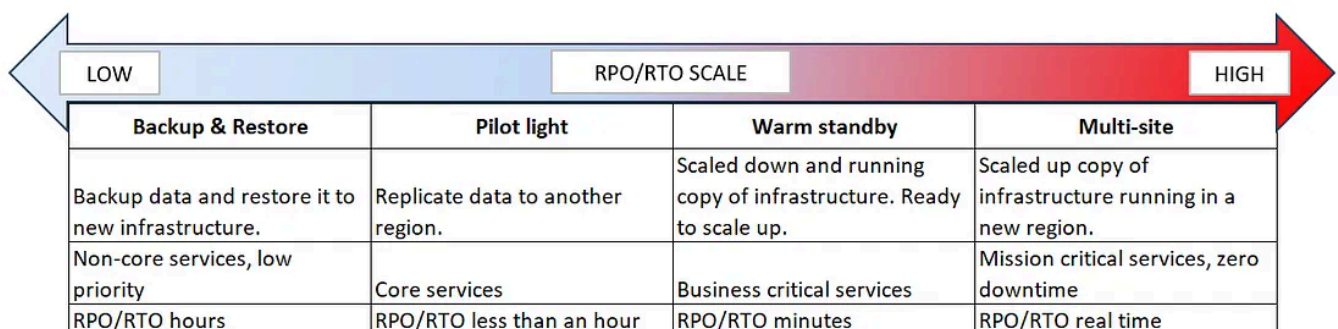 LOW
RPO/RTO SCALE
HIGH
Backup & Restore
Pilot light
Warm standby
Multi-site
Backup data and restore it to
new infrastructure.
Replicate data to another
region.
Scaled down and running
copy of infrastructure. Ready
to scale up.
Scaled up copy of
infrastructure running in a
new region.
Non-core services, low
priority
Core services
Business critical services
Mission critical services, zero
downtime
RPO/RTO hours
RPO/RTO less than an hour
RPO/RTO minutes
RPO/RTO real time